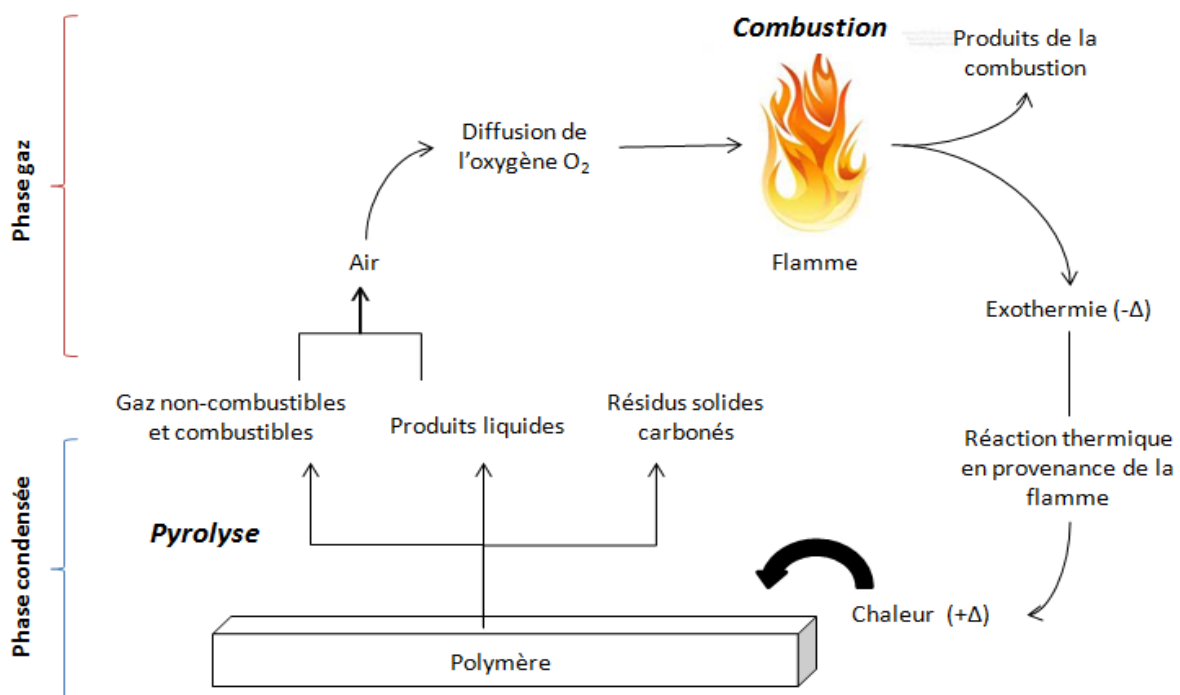 Combustion
Produits de la
combustion
Diffusion de
l'oxygène O₂
Phase gaz
Air
Flamme
Exothermie (-Δ)
Gaz non-combustibles
et combustibles
Produits liquides
Résidus solides
carbonés
Réaction thermique
en provenance de la
flamme
Pyrolyse
Phase condensée
Chaleur (+Δ)
Polymère